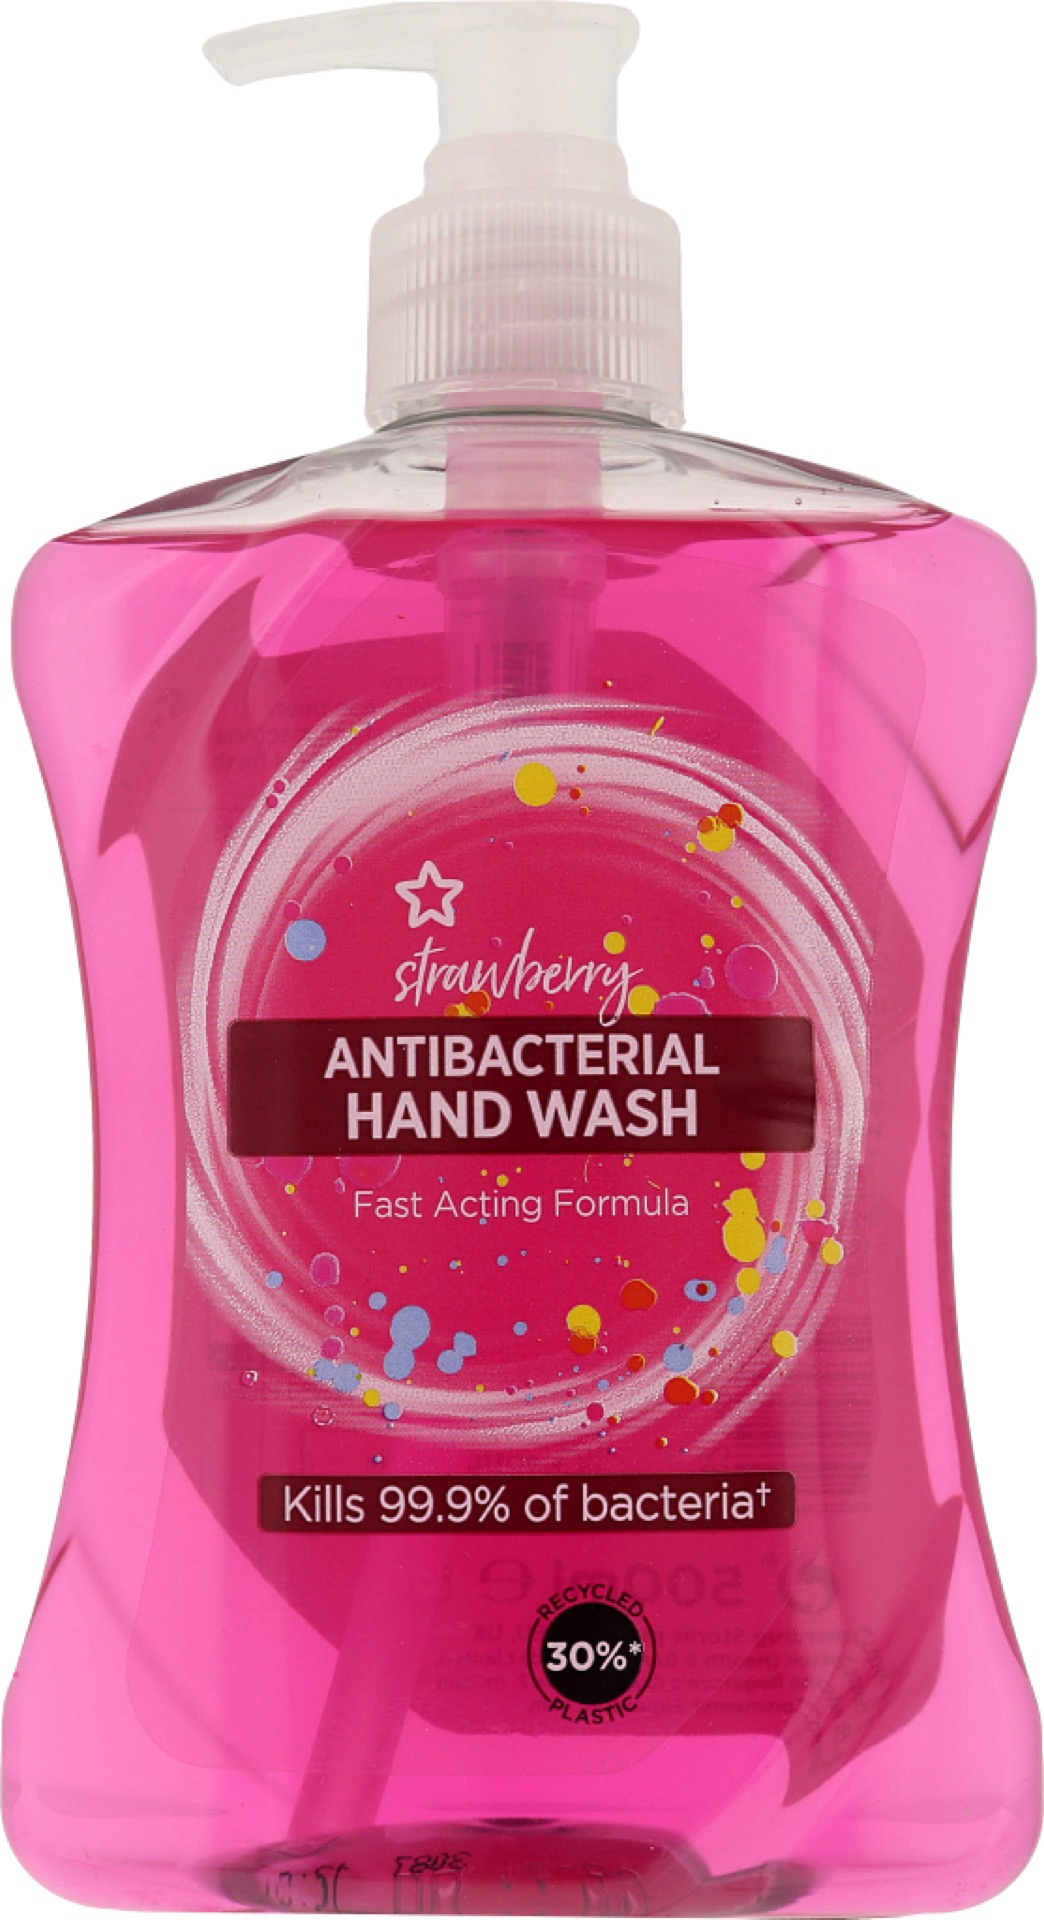 strawberry
ANTIBACTERIAL
HAND WASH
Fast Acting Formula
Kills 99.9% of bacteria†
500ml ℮
RECYCLED
30%*
PLASTIC